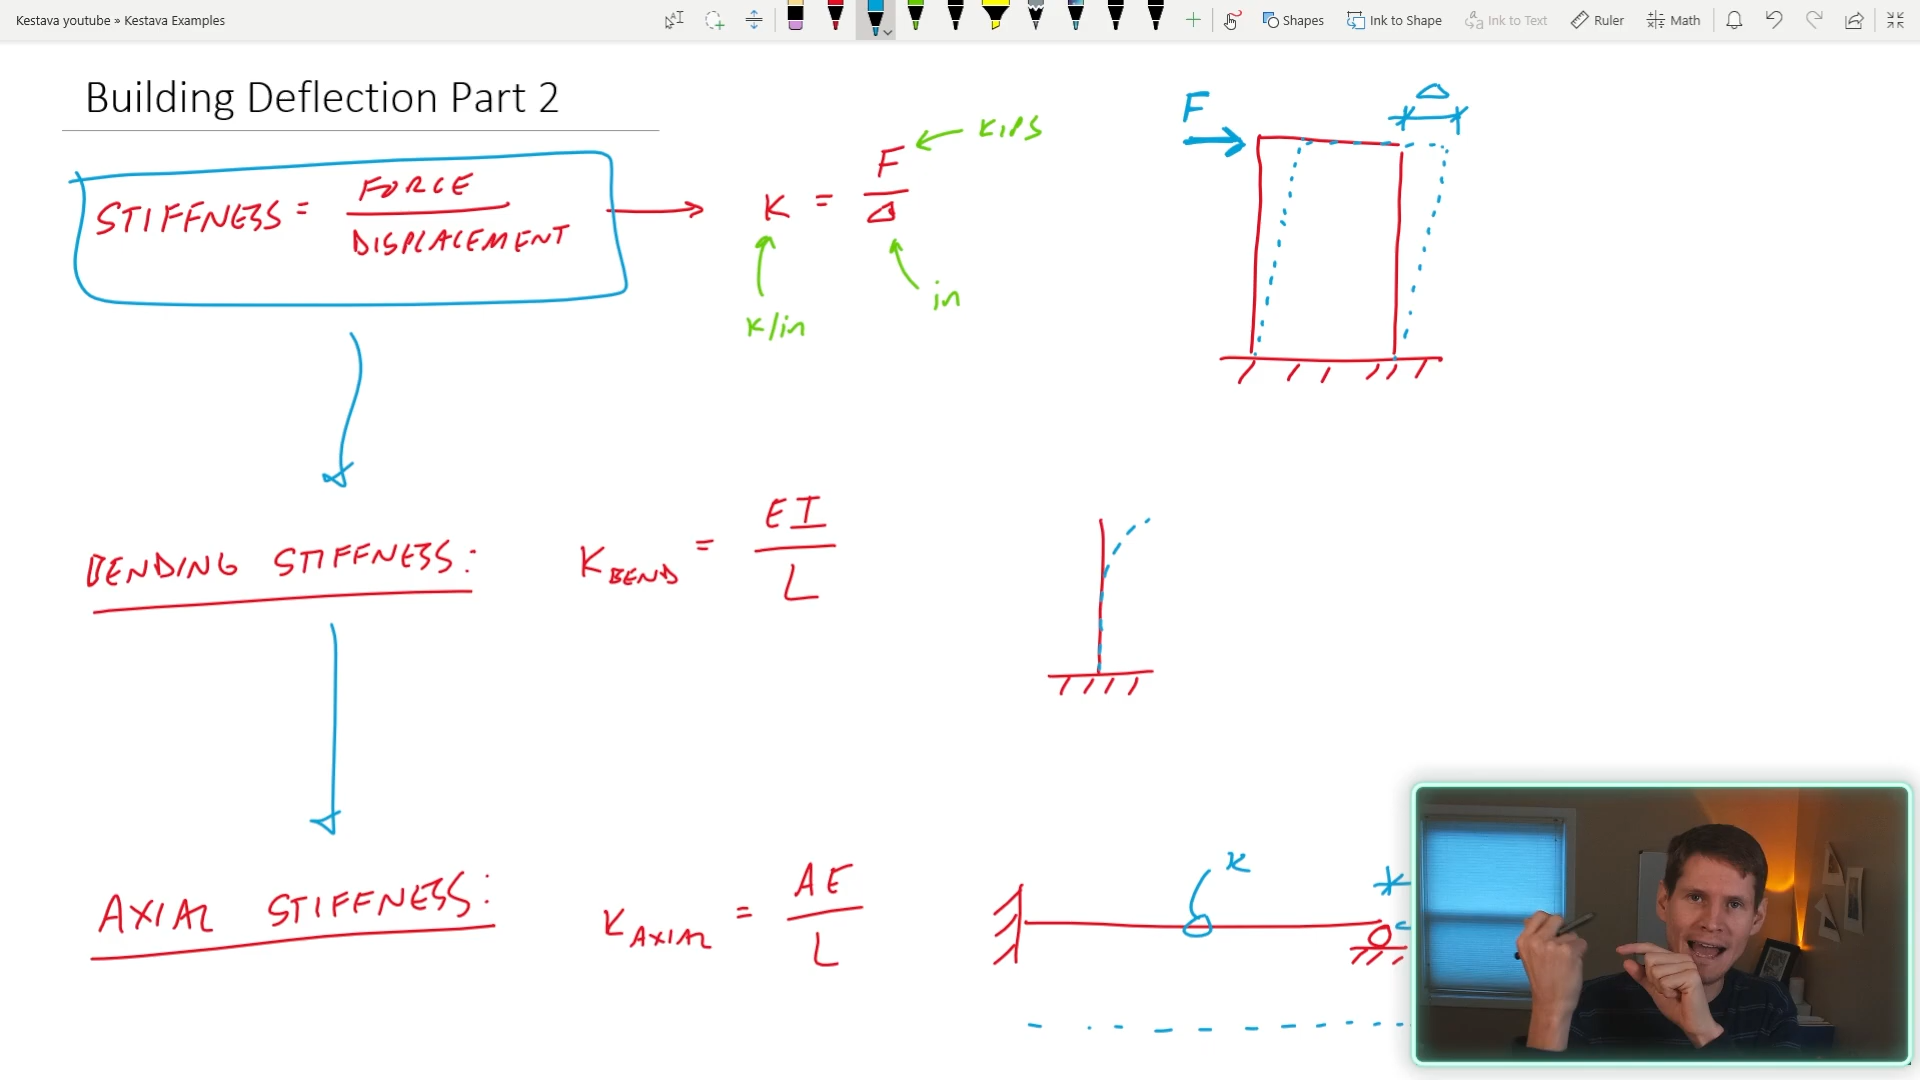 Kestava youtube » Kestava Examples
Shapes
Ink to Shape
Ink to Text
Ruler
Math
Building Deflection Part 2
STIFFNESS = FORCE
DISPLACEMENT
K = F
Δ
KIPS
K/in
in
F
Δ
BENDING STIFFNESS:
K BEND = EI
L
AXIAL STIFFNESS:
K AXIAL = AE
L
K